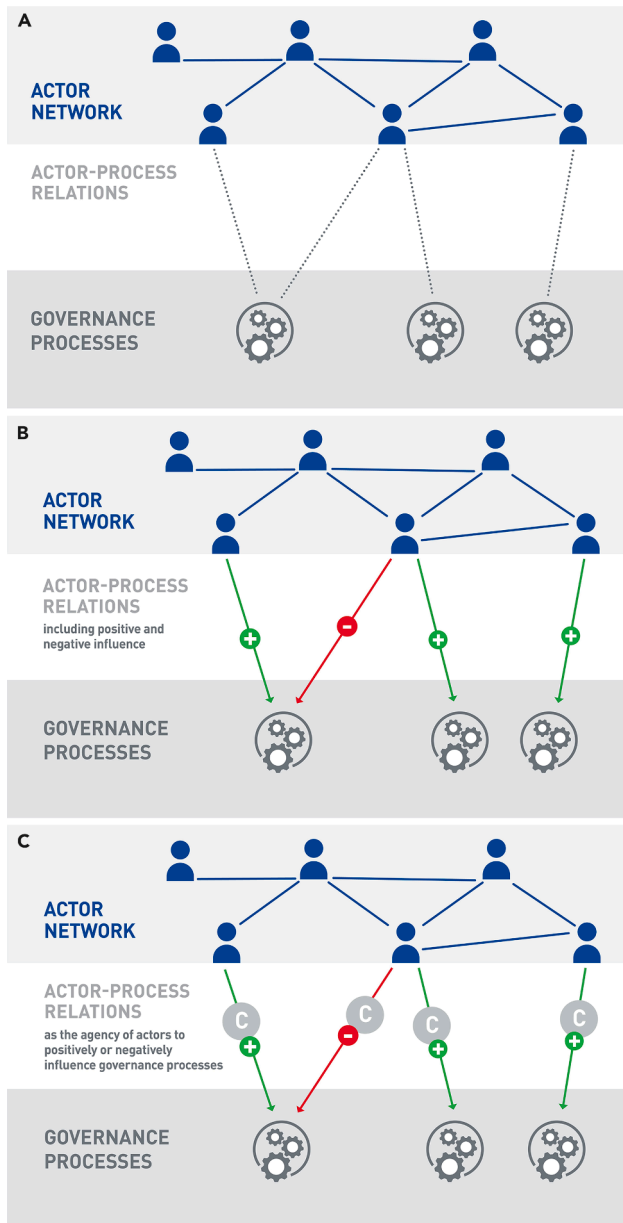 A
ACTOR
NETWORK
ACTOR-PROCESS
RELATIONS
GOVERNANCE
PROCESSES
B
ACTOR
NETWORK
ACTOR-PROCESS
RELATIONS
including positive and
negative influence
+
-
+
+
GOVERNANCE
PROCESSES
C
ACTOR
NETWORK
ACTOR-PROCESS
RELATIONS
as the agency of actors to
positively or negatively
influence governance processes
C
C
C
C
+
-
+
+
GOVERNANCE
PROCESSES